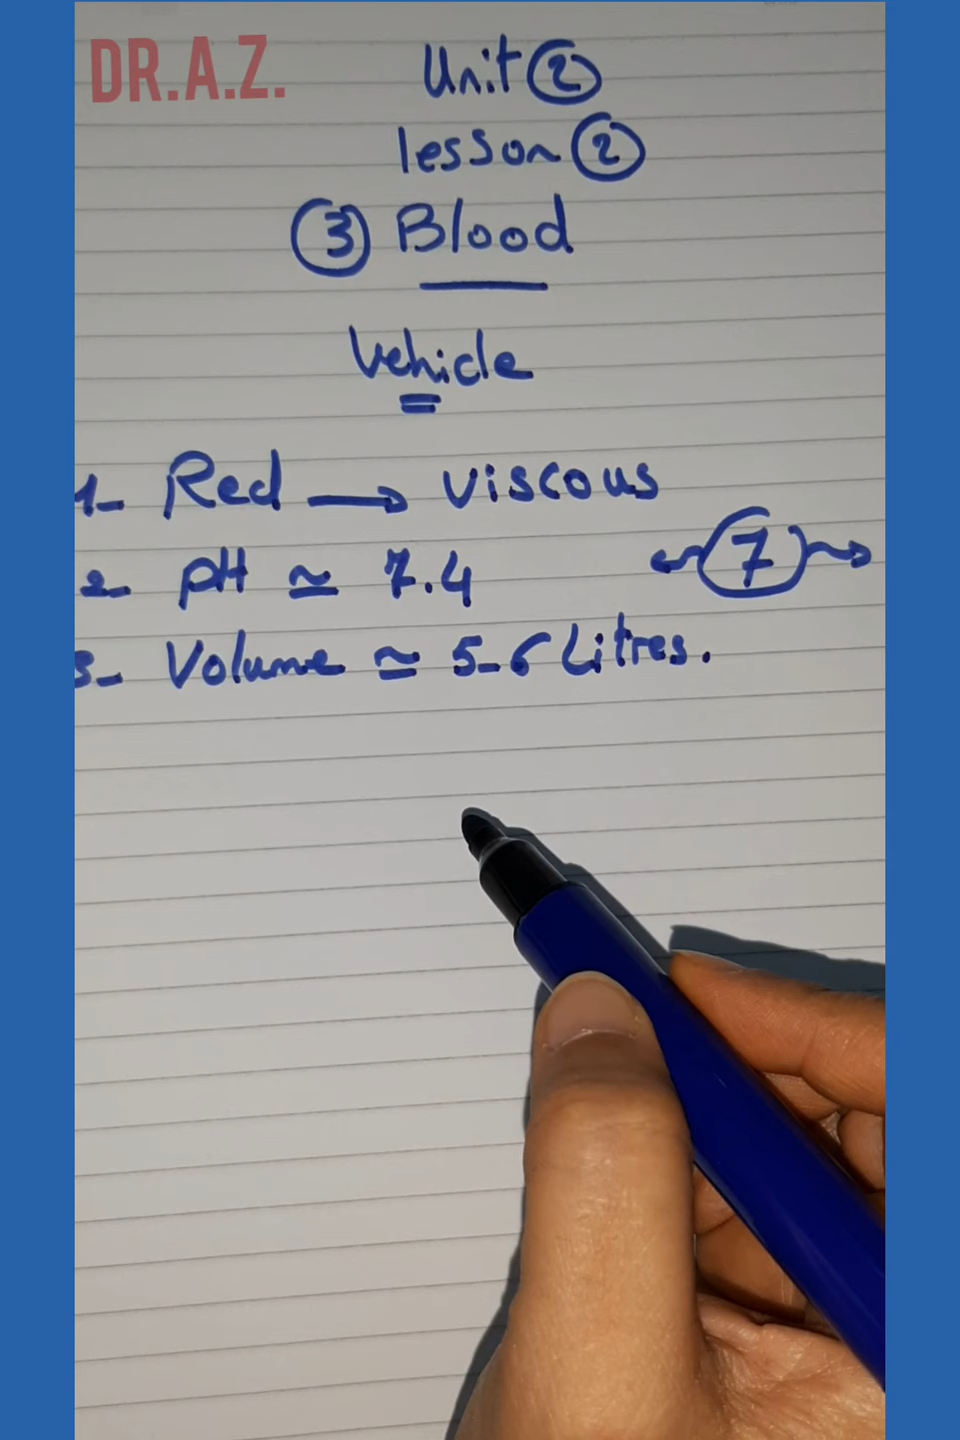 DR.A.Z.
Unit ②
lesson ②
③ Blood
Vehicle
1- Red → viscous
2- pH ≃ 7.4 ← 7 →
3- Volume ≃ 5-6 Litres.